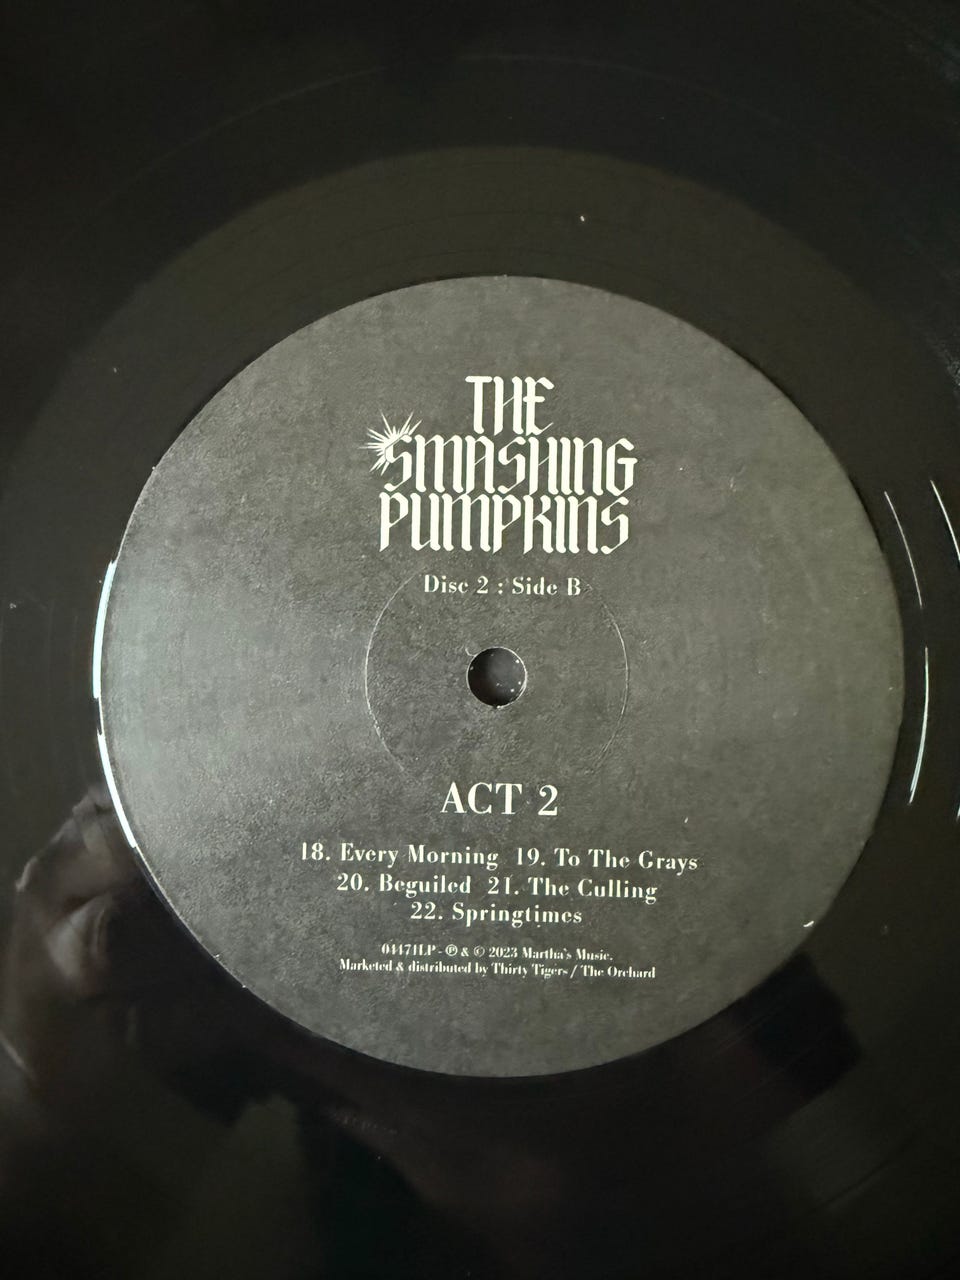 THE
SMASHING
PUMPKINS
Disc 2 : Side B
ACT 2
18. Every Morning 19. To The Grays
20. Beguiled 21. The Culling
22. Springtimes
04471LP - ℗ & © 2023 Martha's Music.
Marketed & distributed by Thirty Tigers / The Orchard